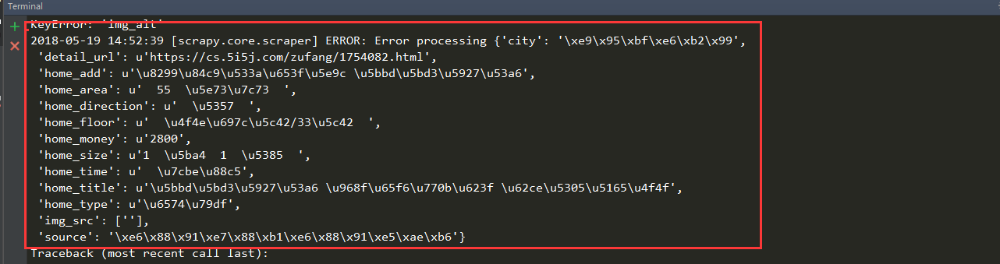 Terminal
KeyError: 'img_alt'
2018-05-19 14:52:39 [scrapy.core.scraper] ERROR: Error processing {'city': '\xe9\x95\xbf\xe6\xb2\x99',
'detail_url': u'https://cs.5i5j.com/zufang/1754082.html',
'home_add': u'\u8299\u84c9\u533a\u653f\u5e9c \u5bbd\u5bd3\u5927\u53a6',
'home_area': u'  55  \u5e73\u7c73  ',
'home_direction': u'  \u5357  ',
'home_floor': u'  \u4f4e\u697c\u5c42/33\u5c42  ',
'home_money': u'2800',
'home_size': u'1  \u5ba4  1  \u5385  ',
'home_time': u'  \u7cbe\u88c5',
'home_title': u'\u5bbd\u5bd3\u5927\u53a6 \u968f\u65f6\u770b\u623f \u62ce\u5305\u5165\u4f4f',
'home_type': u'\u6574\u79df',
'img_src': [''],
'source': '\xe6\x88\x91\xe7\x88\xb1\xe6\x88\x91\xe5\xae\xb6'}
Traceback (most recent call last):